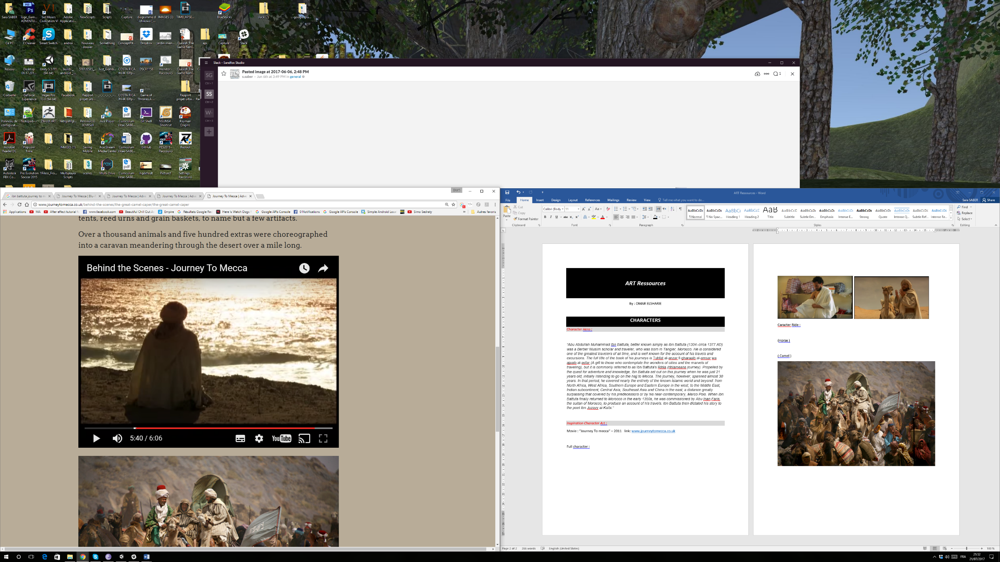 Sara SABER
logo_Gam... ADVENTU...
Sid Meiers Civilization VI
Adobe Applicatio...
NewScripts
Scripts
Capture
diagramme d ishikawa ( ...
IMAGES (3)
TIMELAPSE...
BlueStacks
slack (2)
google-pla...
Ce PC
CCleaner
Smart Switch
androi
Nouveau dossier
Something
ConceptPit...
Dropbox
jardin-men...
Quraish The Game Rem...
api
Capture1
Slack
Réseau
Desktop 06.17.201...
Unity 5.5.1f1 (64-bit)
builds_ android_...
516120585_...
Test_Gomb...
COSTA RICA IN 4K 60fp...
DSCF1158
monitor - Raccourci
Quraish The Game Rem...
Corbeille
GeForce Experience
Vegas Pro 13.0 (64-bit)
Facebook
Rapport projet urb...
COSTA RICA IN 4K 60fp...
Game of Thrones A ...
Rapport projet urba...
Panneau de configurat...
Notepad++
ZBrush 4R7
hkhgohfgl...
Ressources 3DVRSell
Ace Player
Curriculum Vitae-SABE...
Git Shell
NSUNS4 - Shortcut
Rayman Origins
Acrobat Reader DC
Popcorn Time
IMAGES (1)
Saving Mobile
Ace Stream Media Center
Curriculum Vitae-SABE...
GitHub
PES2015 - Raccourci
Redout
Autodesk FBX Co...
Pro Evolution Soccer 2015
1Filess_Fro...
Multiplayer Scripts
scenes
Multi-Drive
Curriculum Vitae-SABE...
hqdefault
Picture1
Settings - Raccourci
Slack - Sandfox Studio
SG
Ctrl+1
SS
Ctrl+2
W-
Ctrl+3
Pasted image at 2017-06-06, 2:48 PM
s.saber Jun 6th at 3:49 PM in general
1
ibn battuta journey to m
Journey To Mecca | Blu-
Journey To Mecca | Adve
Journey To Mecca | Adve
Journey To Mecca | Adve
www.journeytomecca.co.uk/behind-the-scenes/the-great-camel-caper/the-great-camel-caper
Applications
MA
After effect tutorial fo
www.facebook.com
Beautiful Chill Out Ar
Empire
Résultats Google Rec
Here Is Watch Dogs
Google APIs Console
0 Notifications
Google APIs Console
Simple Android Locat
Simo Sedraty
»
Autres favoris
tents, reed urns and grain baskets, to name but a few artifacts.
Over a thousand animals and five hundred extras were choreographed
into a caravan meandering through the desert over a mile long.
Behind the Scenes - Journey To Mecca
5:40 / 6:06
YouTube
ART Ressources - Word
File Home Insert Design Layout References Mailings Review View Tell me what you want to do...
Sara SABER Share
Paste
Cut
Copy
Format Painter
Calibri (Body 11
Normal
No Spac...
Heading 1
Heading 2
Title
Subtitle
Subtle Em...
Emphasis
Intense E...
Strong
Quote
Intense Q...
Subtle Ref...
Intense Re...
Find
Replace
Select
Clipboard
Font
Paragraph
Styles
Editing
ART Ressources
By : OMAR ELSHARIE
CHARACTERS
Character Hero :
"Abu Abdullah Muhammad Ibn Battuta, better known simply as Ibn Battuta (1304–circa 1377 AD)
was a Berber Muslim scholar and traveler, who was born in Tangier, Morocco. He is considered
one of the greatest travelers of all time, and is well known for the account of his travels and
excursions. The full title of the book of his journeys is Tuhfat al-anzar fi gharaaib al-amsar wa
ajaaib al-asfar (A gift to those who contemplate the wonders of cities and the marvels of
traveling), but it is commonly referred to as Ibn Battuta's Rihla (rihlameans journey). Propelled by
the quest for adventure and knowledge, Ibn Battuta set out on this journey when he was just 21
years old, initially intending to go on the hajj to Mecca. The journey, however, spanned almost 30
years. In that period, he covered nearly the entirety of the known Islamic world and beyond: from
North Africa, West Africa, Southern Europe and Eastern Europe in the west, to the Middle East,
Indian subcontinent, Central Asia, Southeast Asia and China in the east, a distance greatly
surpassing that covered by his predecessors or by his near-contemporary, Marco Polo. When Ibn
Battuta finally returned to Morocco in the early 1350s, he was commissioned by Abu Inan Faris,
the sultan of Morocco, to produce an account of his travels. Ibn Battuta then dictated his story to
the poet Ibn Juzayy al-Kalbi."
Inspiration Character Art :
Movie : "Journey To mecca" – 2011 link: www.journeytomecca.co.uk
Full character :
Caracter Ride :
(Horse )
( Camel )
Page 2 of 2 266 words English (United States)
100 %
FRA
21:52
21/07/2017